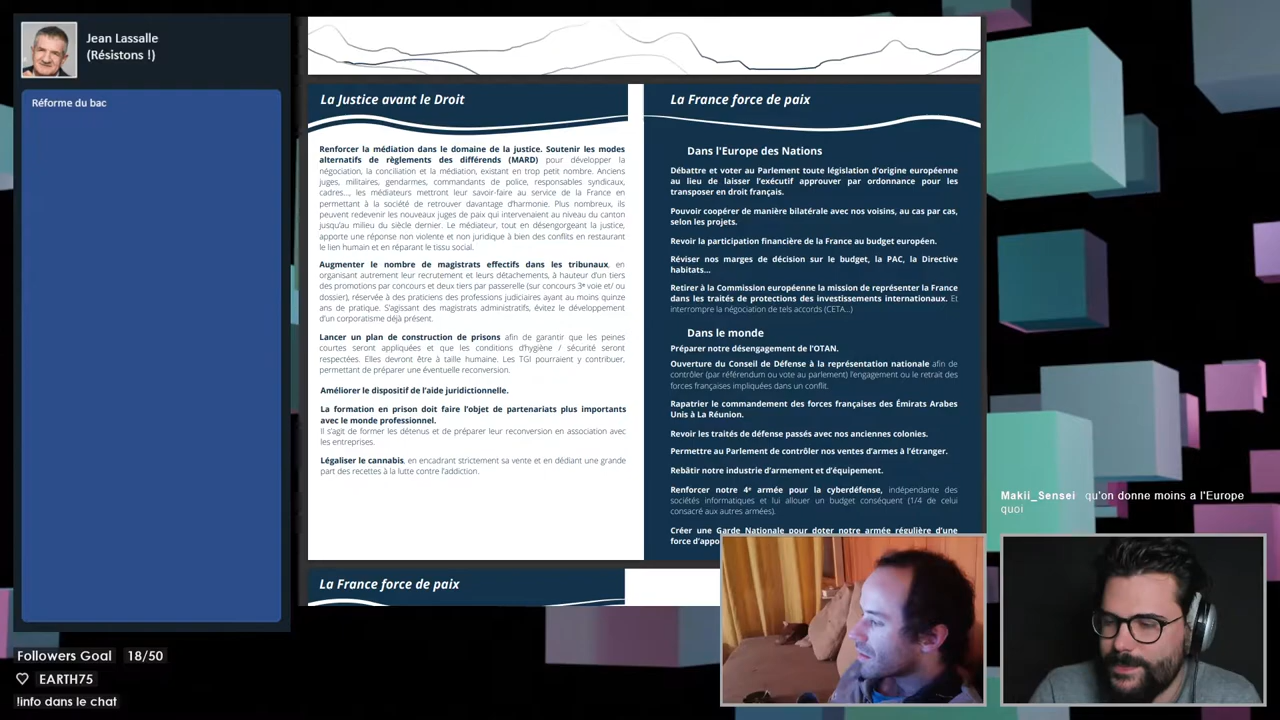 Jean Lassalle
(Résistons !)
Réforme du bac
La Justice avant le Droit
Renforcer la médiation dans le domaine de la justice. Soutenir les modes
alternatifs de règlements des différends (MARD) pour développer la
négociation, la conciliation et la médiation, existant en trop petit nombre. Anciens
juges, militaires, gendarmes, commandants de police, responsables syndicaux,
cadres..., les médiateurs mettront leur savoir-faire au service de la France en
permettant à la société de retrouver davantage d'harmonie. Plus nombreux, ils
peuvent redevenir les nouveaux juges de paix qui intervenaient au niveau du canton
jusqu'au milieu du siècle dernier. Le médiateur, tout en désengorgeant la justice,
apporte une réponse non violente et non juridique à bien des conflits en restaurant
le lien humain et en réparant le tissu social.
Augmenter le nombre de magistrats effectifs dans les tribunaux, en
organisant autrement leur recrutement et leurs détachements, à hauteur d'un tiers
des promotions par concours et deux tiers par passerelle (sur concours 3e voie et/ ou
dossier), réservée à des praticiens des professions judiciaires ayant au moins quinze
ans de pratique. S'agissant des magistrats administratifs, évitez le développement
d'un corporatisme déjà présent.
Lancer un plan de construction de prisons afin de garantir que les peines
courtes seront appliquées et que les conditions d'hygiène / sécurité seront
respectées. Elles devront être à taille humaine. Les TGI pourraient y contribuer,
permettant de préparer une éventuelle reconversion.
Améliorer le dispositif de l'aide juridictionnelle.
La formation en prison doit faire l'objet de partenariats plus importants
avec le monde professionnel.
Il s'agit de former les détenus et de préparer leur reconversion en association avec
les entreprises.
Légaliser le cannabis, en encadrant strictement sa vente et en dédiant une grande
part des recettes à la lutte contre l'addiction.
La France force de paix
Dans l'Europe des Nations
Débattre et voter au Parlement toute législation d'origine européenne
au lieu de laisser l'exécutif approuver par ordonnance pour les
transposer en droit français.
Pouvoir coopérer de manière bilatérale avec nos voisins, au cas par cas,
selon les projets.
Revoir la participation financière de la France au budget européen.
Réviser nos marges de décision sur le budget, la PAC, la Directive
habitats...
Retirer à la Commission européenne la mission de représenter la France
dans les traités de protections des investissements internationaux. Et
interrompre la négociation de tels accords (CETA...)
Dans le monde
Préparer notre désengagement de l'OTAN.
Ouverture du Conseil de Défense à la représentation nationale afin de
contrôler (par référendum ou vote au parlement) l'engagement ou le retrait des
forces françaises impliquées dans un conflit.
Rapatrier le commandement des forces françaises des Émirats Arabes
Unis à La Réunion.
Revoir les traités de défense passés avec nos anciennes colonies.
Permettre au Parlement de contrôler nos ventes d'armes à l'étranger.
Rebâtir notre industrie d'armement et d'équipement.
Renforcer notre 4e armée pour la cyberdéfense, indépendante des
sociétés informatiques et lui allouer un budget conséquent (1/4 de celui
consacré aux autres armées).
Créer une Garde Nationale pour doter notre armée régulière d'une
force d'appo
La France force de paix
Makii_Sensei qu'on donne moins a l'Europe
quoi
Followers Goal 18/50
EARTH75
!info dans le chat